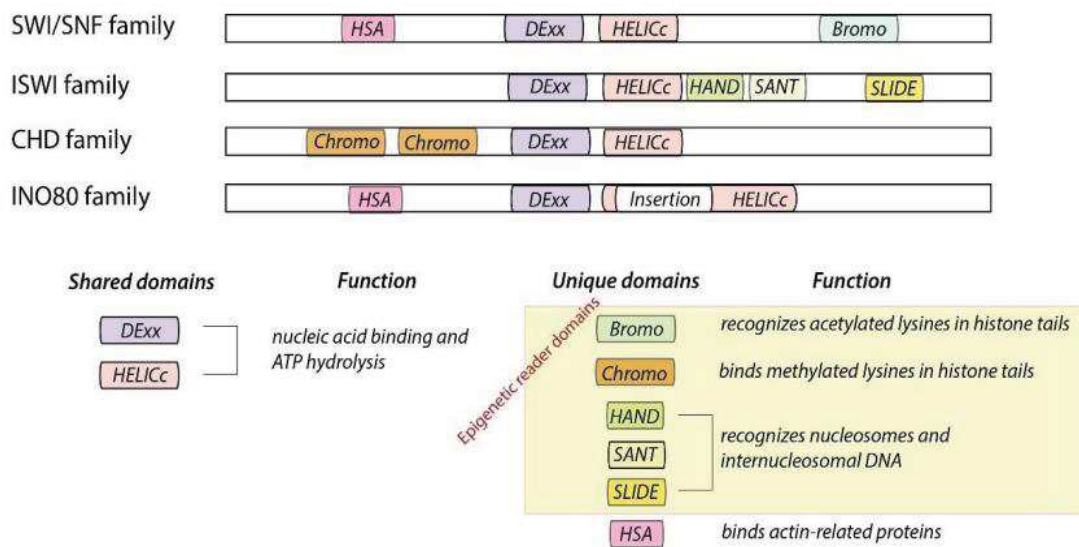 SWI/SNF family HSA DExx HELICc Bromo
ISWI family DExx HELICc HAND SANT SLIDE
CHD family Chromo Chromo DExx HELICc
INO80 family HSA DExx Insertion HELICc
Shared domains Function Unique domains Function
DExx
HELICc
nucleic acid binding and
ATP hydrolysis
Epigenetic reader domains
Bromo recognizes acetylated lysines in histone tails
Chromo binds methylated lysines in histone tails
HAND
SANT
SLIDE
recognizes nucleosomes and
internucleosomal DNA
HSA binds actin-related proteins